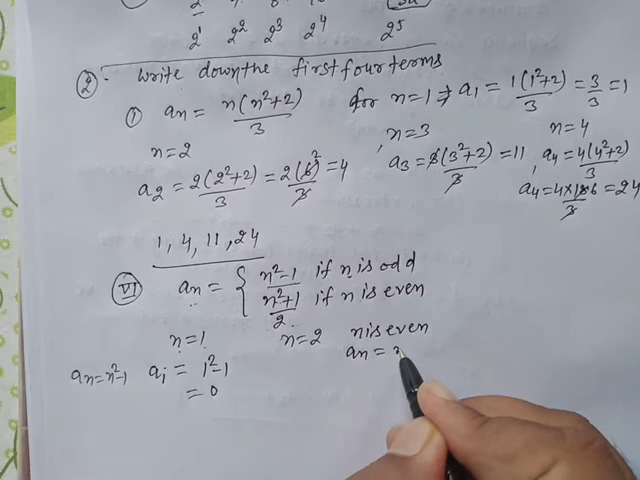 2¹ 2² 2³ 2⁴ 2⁵
② . Write down the first four terms
① an = n(n²+2)/3 for n=1 ⇒ a1 = 1(1²+2)/3 = 3/3 = 1
n=2 , n=3 n=4
a2 = 2(2²+2)/3 = 2(6)2/3 = 4 a3 = 3(3²+2)/3 = 11 , a4 = 4(4²+2)/3
a4 = 4×186/3 = 24
1, 4, 11, 24
VI an = { n²-1 if n is odd
n²+1/2 if n is even
n=1 n=2 n is even
an = n²-1 a1 = 1²-1 an =
= 0